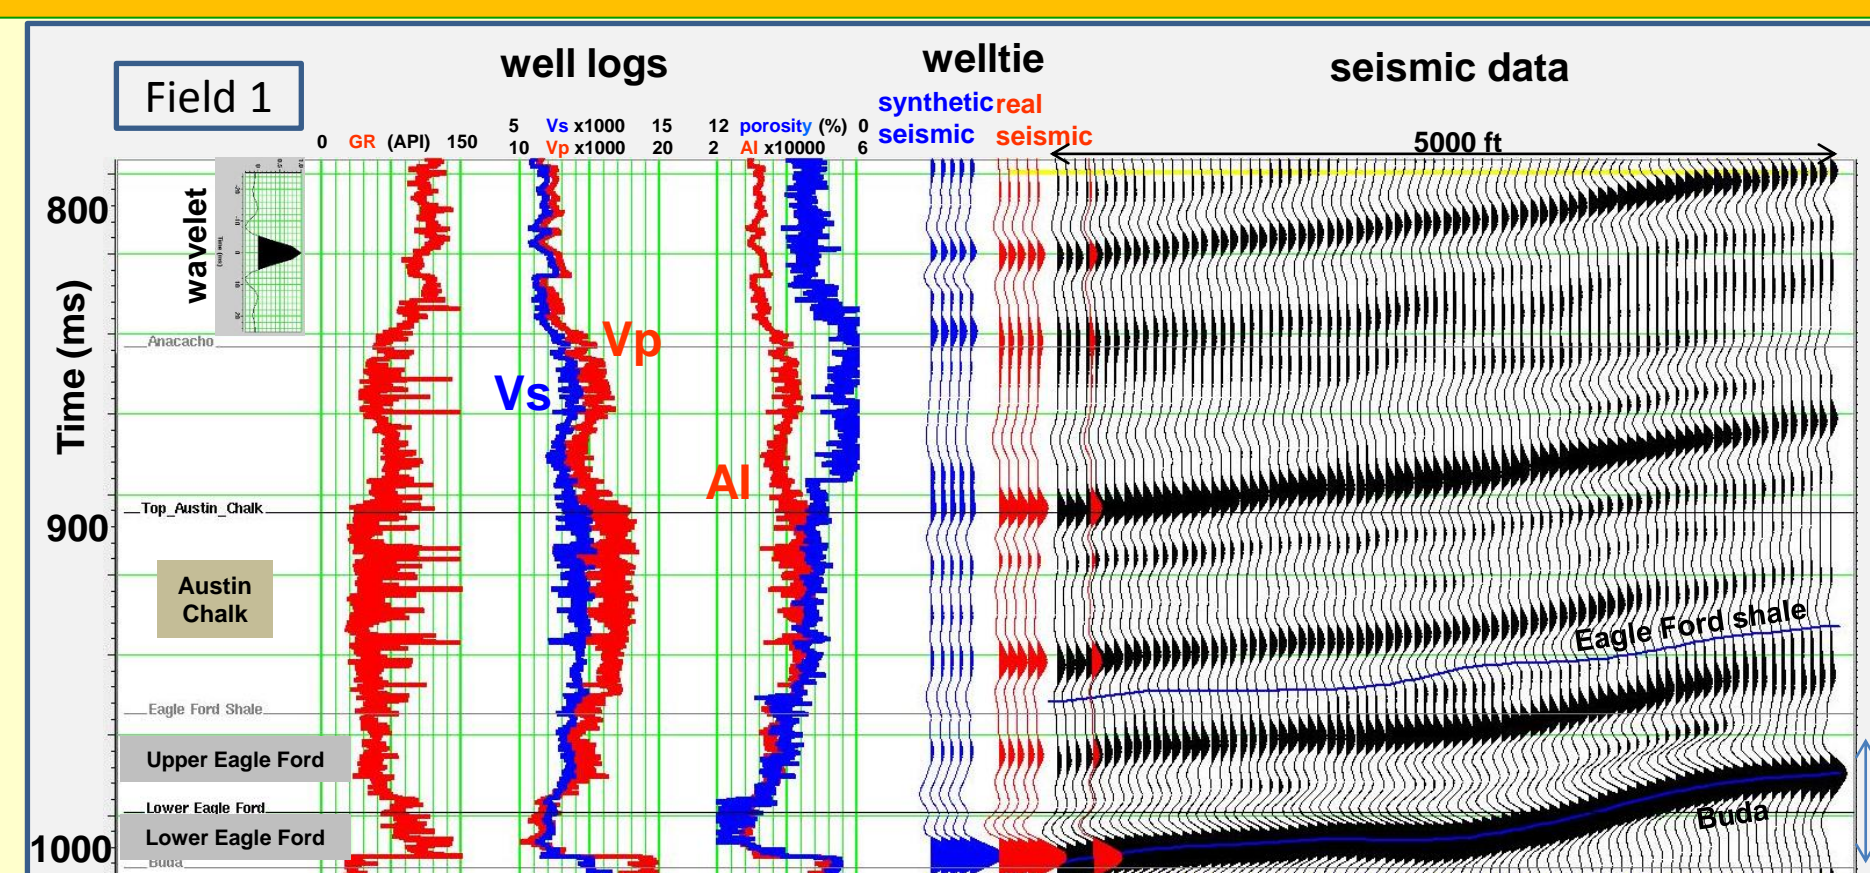 well logs
welltie
seismic data
Field 1
synthetic real
seismic seismic
0 GR (API) 150
5 Vs x1000 15
10 Vp x1000 20
12 porosity (%) 0
2 AI x10000 6
5000 ft
wavelet
Time (ms)
800
Anacacho
Vp
Vs
AI
Top_Austin_Chalk
900
Austin
Chalk
Eagle Ford shale
Eagle Ford Shale
Upper Eagle Ford
Lower Eagle Ford
Lower Eagle Ford
Buda
1000
Buda